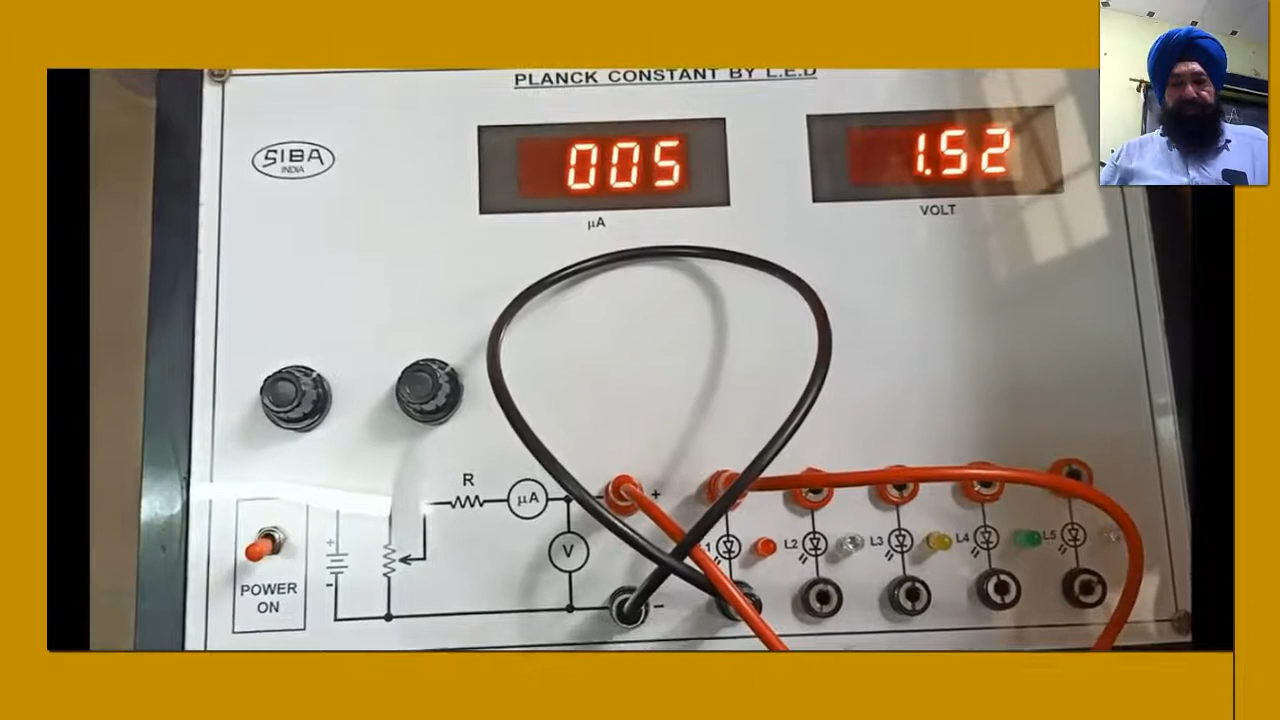 PLANCK CONSTANT BY L.E.D
SIBA
INDIA
005
1.52
µA
VOLT
R
µA
+
V
+
-
-
POWER
ON
L2
L3
L4
L5